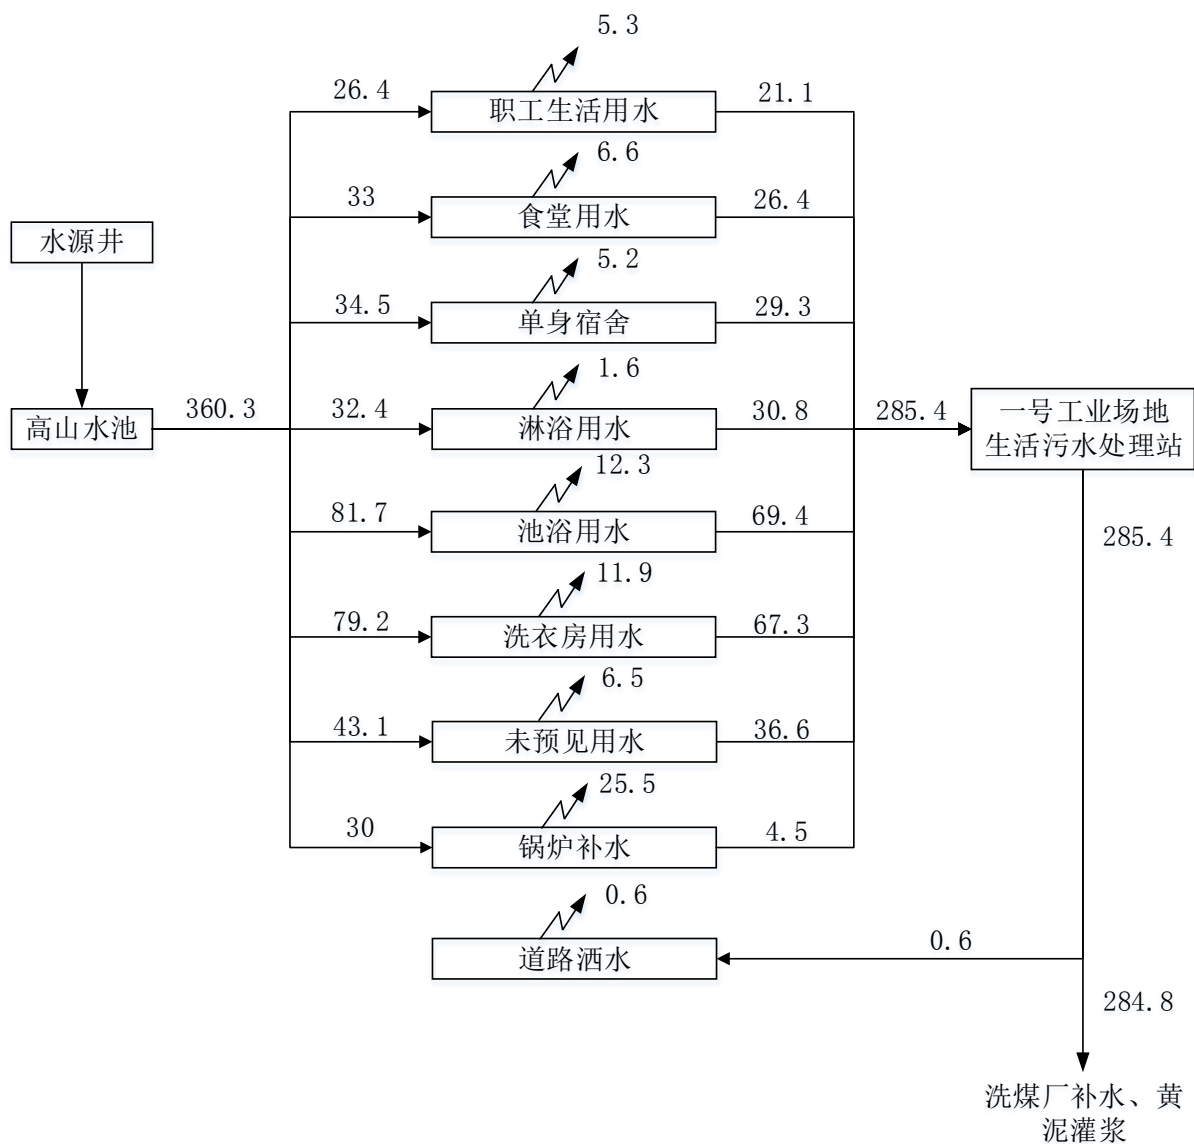 5.3
26.4
职工生活用水
21.1
6.6
33
食堂用水
26.4
水源井
5.2
34.5
单身宿舍
29.3
1.6
高山水池
360.3
32.4
淋浴用水
30.8
285.4
一号工业场地
生活污水处理站
12.3
81.7
池浴用水
69.4
285.4
11.9
79.2
洗衣房用水
67.3
6.5
43.1
未预见用水
36.6
25.5
30
锅炉补水
4.5
0.6
道路洒水
0.6
284.8
洗煤厂补水、黄
泥灌浆